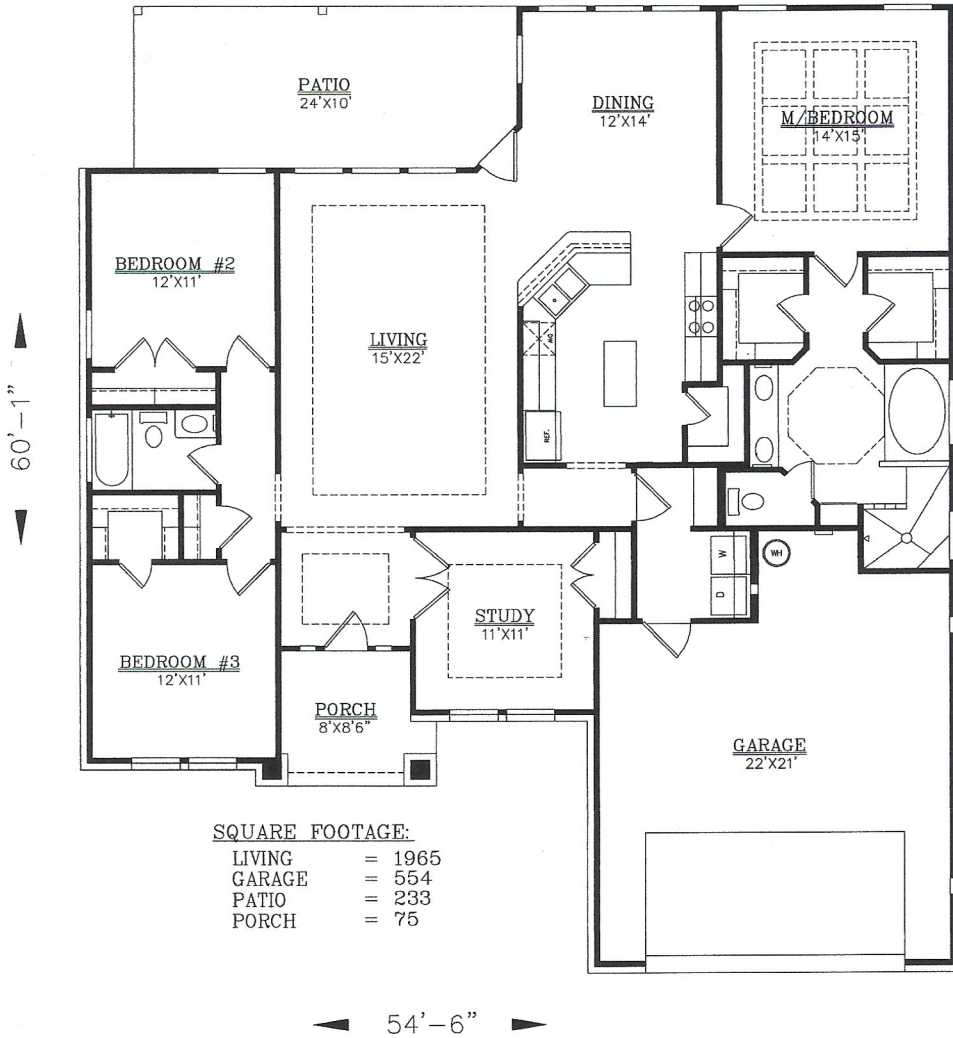 PATIO
24'X10'
DINING
12'X14'
M/BEDROOM
14'X15'
BEDROOM #2
12'X11'
LIVING
15'X22'
MO
REF.
60'-1"
W
D
WH
STUDY
11'X11'
BEDROOM #3
12'X11'
PORCH
8'X8'6"
GARAGE
22'X21'
SQUARE FOOTAGE:
LIVING = 1965
GARAGE = 554
PATIO = 233
PORCH = 75
54'-6"